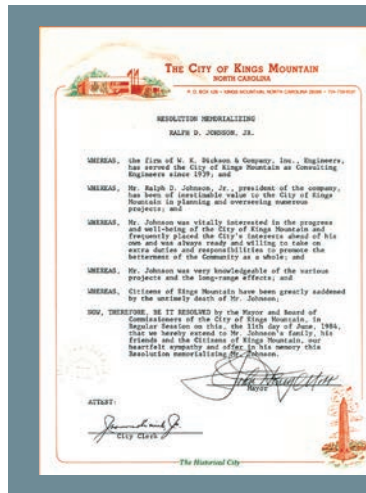 THE CITY OF KINGS MOUNTAIN
NORTH CAROLINA
P. O. BOX 429 • KINGS MOUNTAIN, NORTH CAROLINA 28086 •
RESOLUTION MEMORIALIZING
RALPH D. JOHNSON, JR.
WHEREAS, the firm of W. K. Dickson & Company, Inc., Engineers,
has served the City of Kings Mountain as Consulting
Engineers since 1939; and
WHEREAS, Mr. Ralph D. Johnson, Jr., president of the company,
has been of inestimable value to the City of Kings
Mountain in planning and overseeing numerous
projects; and
WHEREAS, Mr. Johnson was vitally interested in the progress
and well-being of the City of Kings Mountain and
frequently placed the City's interests ahead of his
own and was always ready and willing to take on
extra duties and responsibilities to promote the
betterment of the Community as a whole; and
WHEREAS, Mr. Johnson was very knowledgeable of the various
projects and the long-range effects; and
WHEREAS, Citizens of Kings Mountain have been greatly saddened
by the untimely death of Mr. Johnson;
NOW, THEREFORE, BE IT RESOLVED by the Mayor and Board of
Commissioners of the City of Kings Mountain, in
Regular Session on this, the 11th day of June, 1984,
that we hereby extend to Mr. Johnson's family, his
friends and the Citizens of Kings Mountain, our
heartfelt sympathy and offer in his memory this
Resolution memorializing Mr. Johnson.
Mayor
ATTEST:
City Clerk
The Historical City